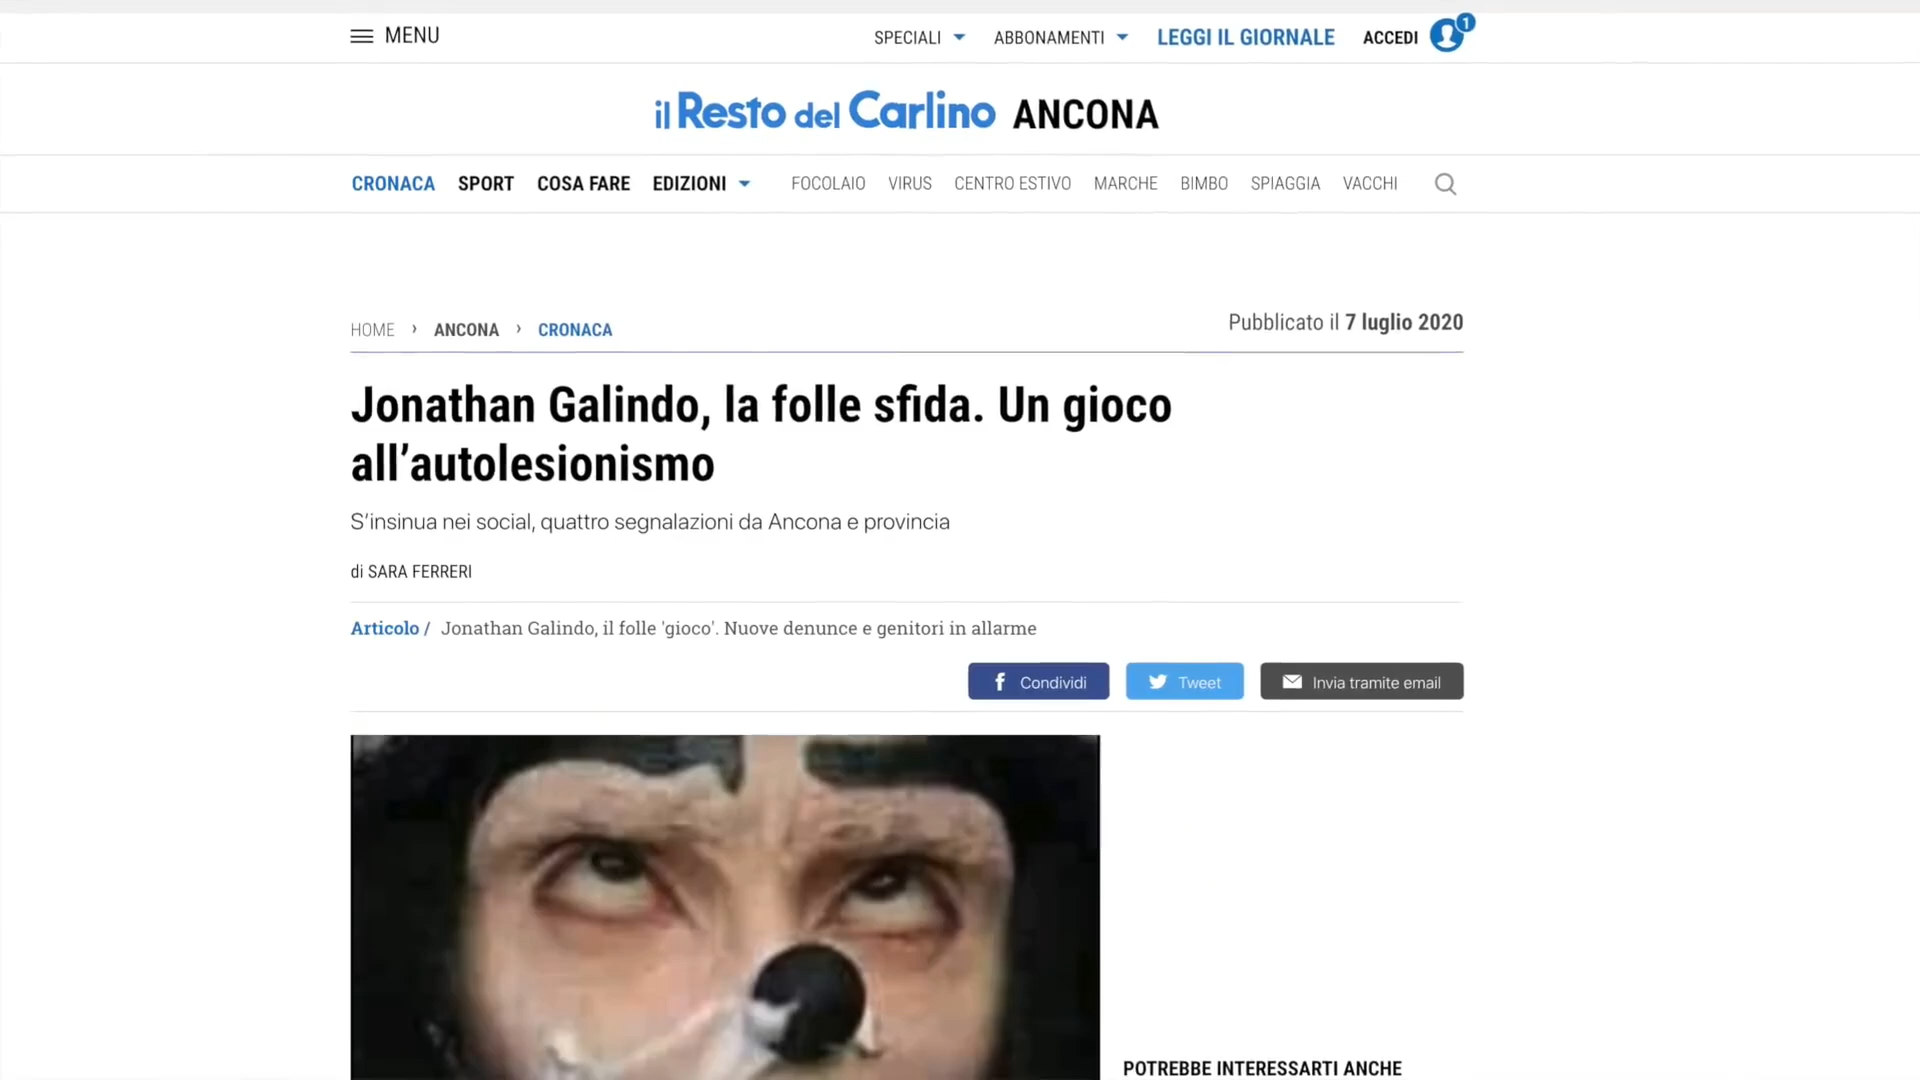 MENU
SPECIALI ABBONAMENTI LEGGI IL GIORNALE ACCEDI 1
il Resto del Carlino ANCONA
CRONACA SPORT COSA FARE EDIZIONI FOCOLAIO VIRUS CENTRO ESTIVO MARCHE BIMBO SPIAGGIA VACCHI
HOME › ANCONA › CRONACA
Pubblicato il 7 luglio 2020
Jonathan Galindo, la folle sfida. Un gioco
all’autolesionismo
S’insinua nei social, quattro segnalazioni da Ancona e provincia
di SARA FERRERI
Articolo / Jonathan Galindo, il folle 'gioco'. Nuove denunce e genitori in allarme
Condividi Tweet Invia tramite email
POTREBBE INTERESSARTI ANCHE